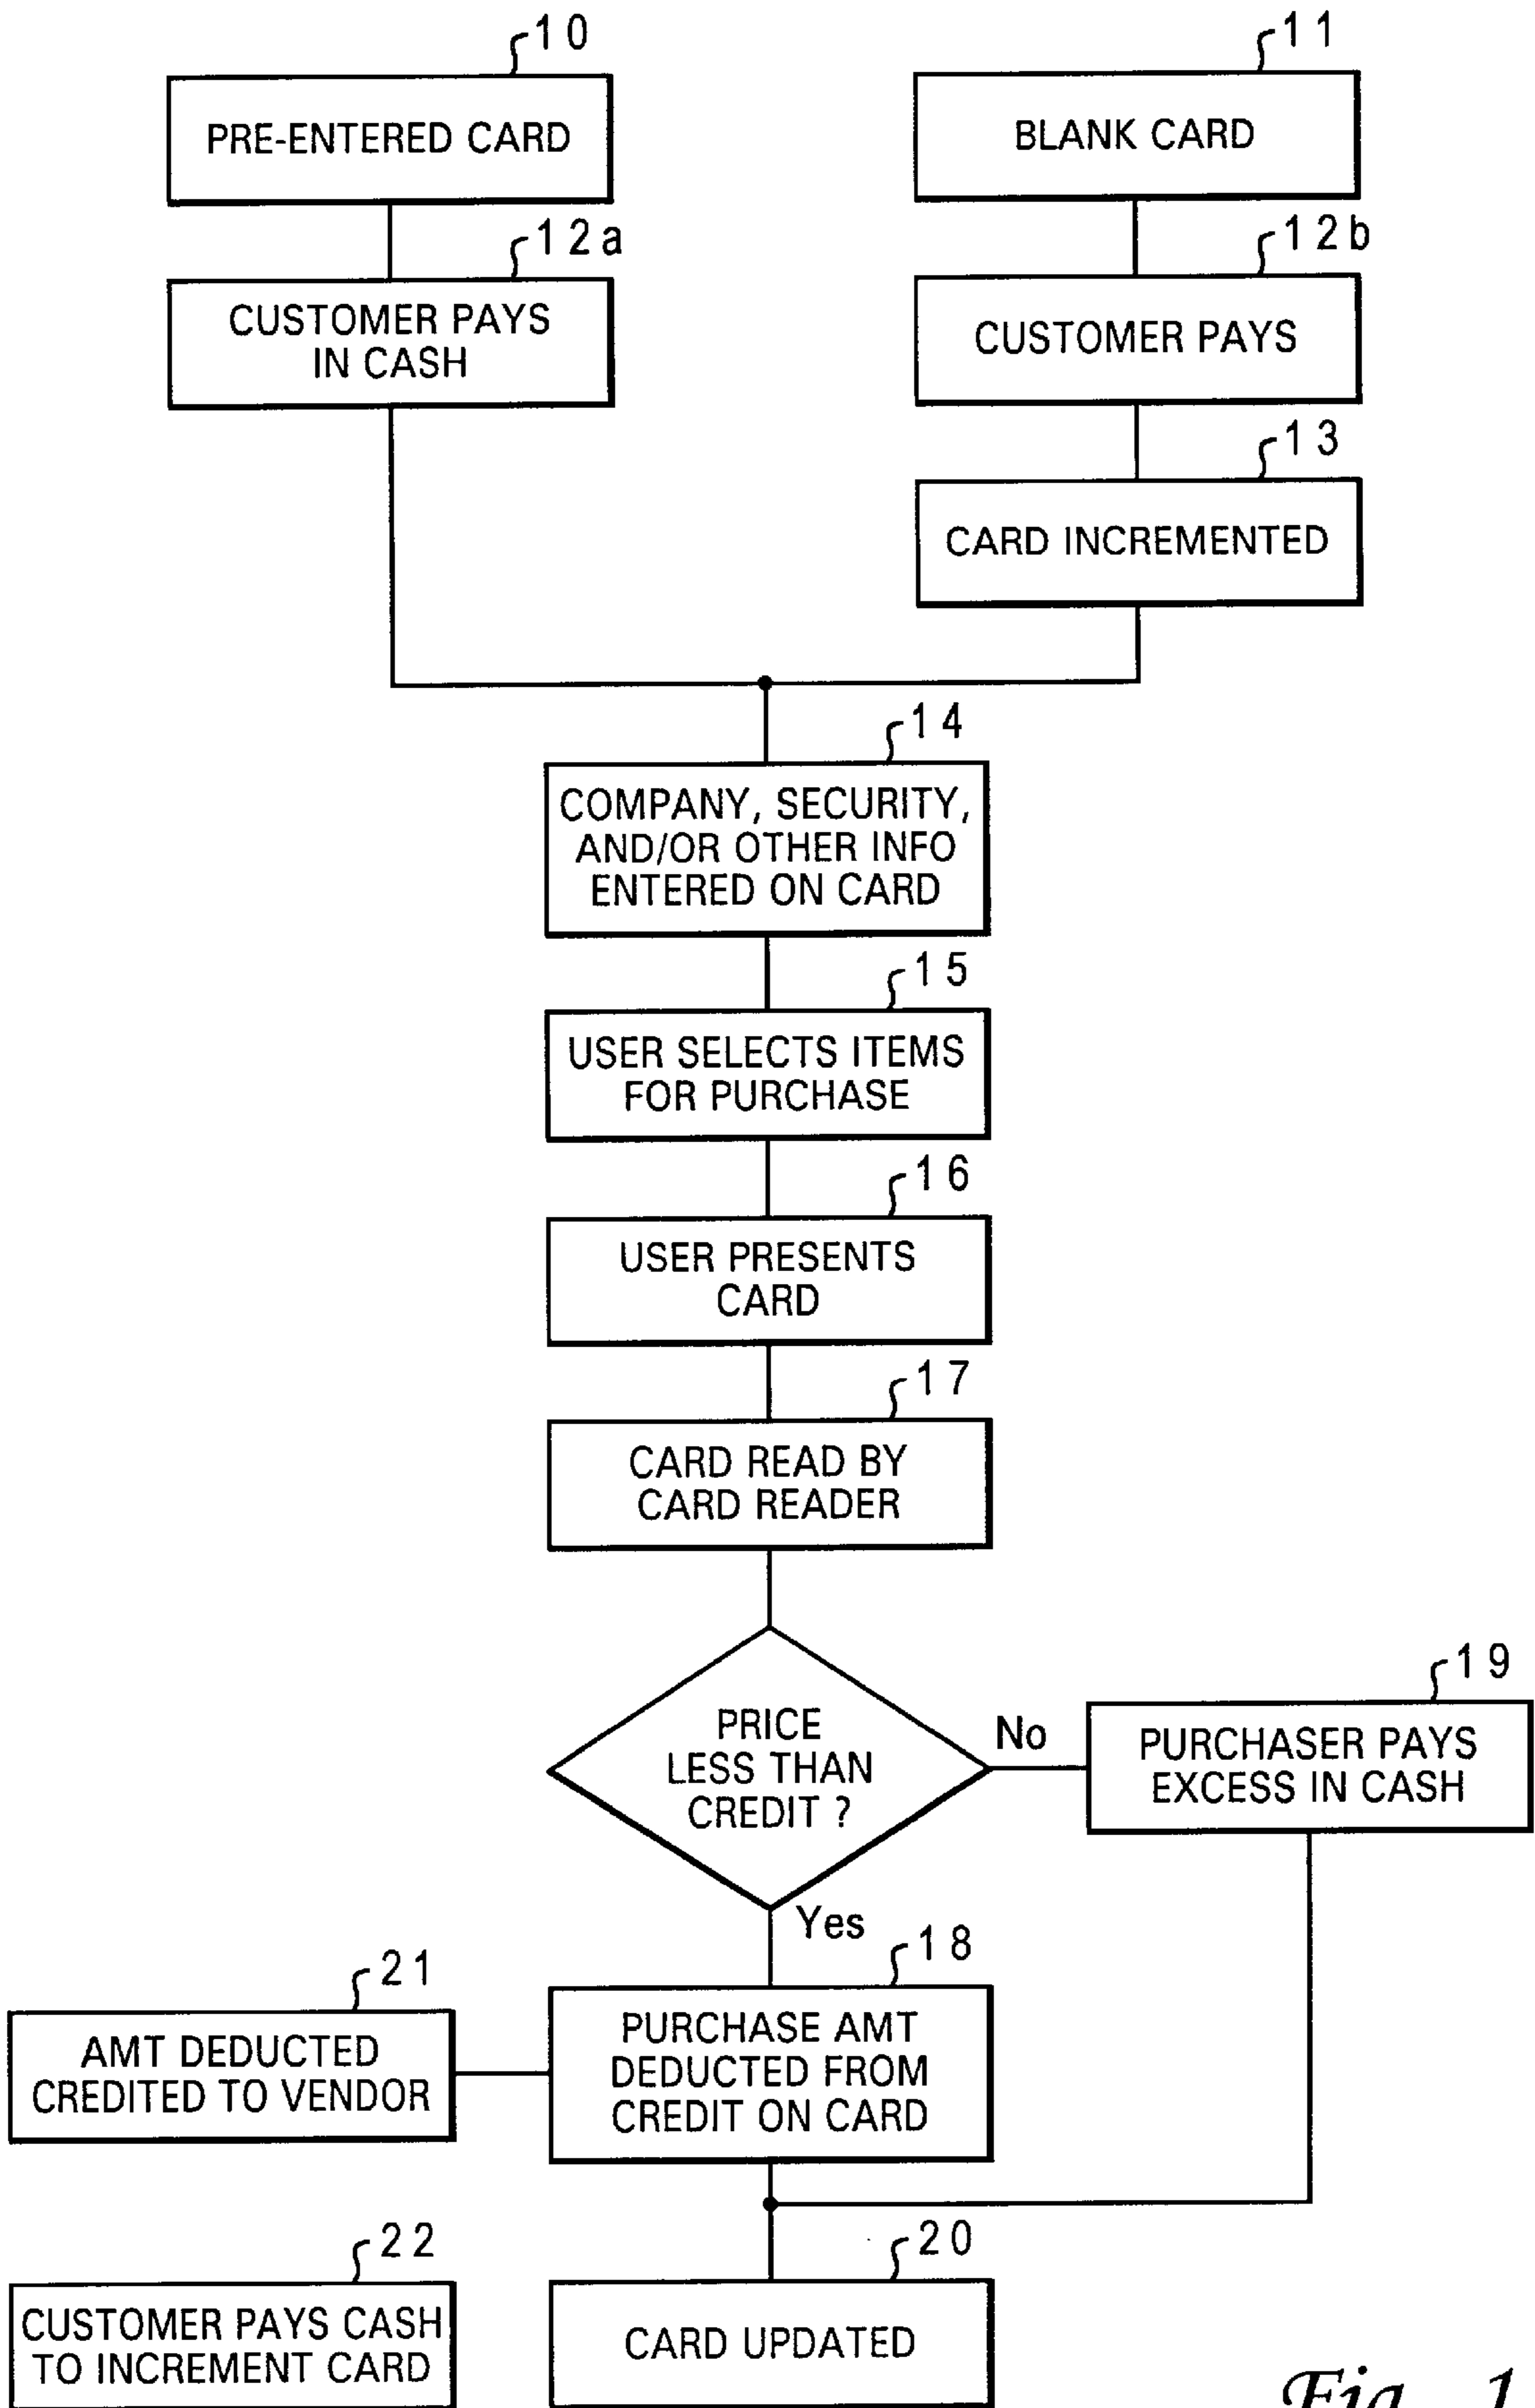 10
PRE-ENTERED CARD
11
BLANK CARD
12a
CUSTOMER PAYS
IN CASH
12b
CUSTOMER PAYS
13
CARD INCREMENTED
14
COMPANY, SECURITY,
AND/OR OTHER INFO
ENTERED ON CARD
15
USER SELECTS ITEMS
FOR PURCHASE
16
USER PRESENTS
CARD
17
CARD READ BY
CARD READER
PRICE
LESS THAN
CREDIT ?
No
19
PURCHASER PAYS
EXCESS IN CASH
Yes
18
PURCHASE AMT
DEDUCTED FROM
CREDIT ON CARD
21
AMT DEDUCTED
CREDITED TO VENDOR
22
CUSTOMER PAYS CASH
TO INCREMENT CARD
20
CARD UPDATED
Fig. 1